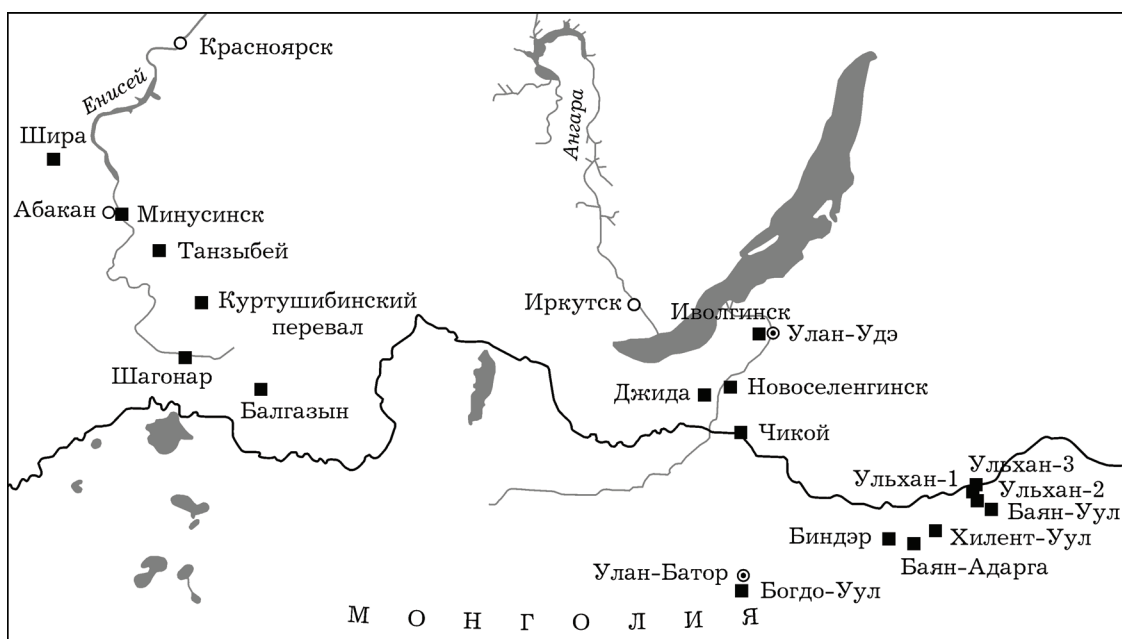 Красноярск
Енисей
Ангара
Шира
Абакан
Минусинск
Танзыбей
Куртушибинский
перевал
Иркутск
Иволгинск
Улан-Удэ
Шагонар
Балгазын
Джида
Новоселенгинск
Чикой
Ульхан-3
Ульхан-1
Ульхан-2
Баян-Уул
Биндэр
Хилент-Уул
Баян-Адарга
Улан-Батор
Богдо-Уул
МОНГОЛИЯ